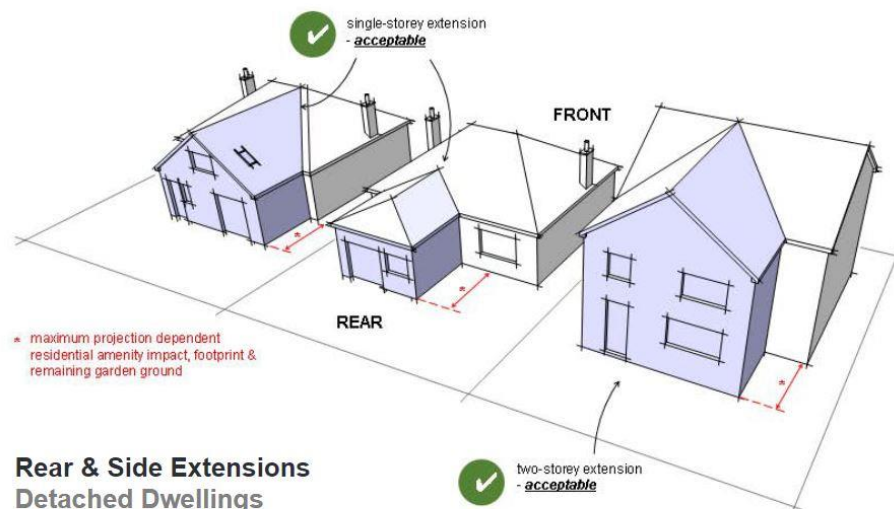 single-storey extension
- acceptable
FRONT
REAR
* maximum projection dependent
residential amenity impact, footprint &
remaining garden ground
*
*
*
two-storey extension
- acceptable
Rear & Side Extensions
Detached Dwellings